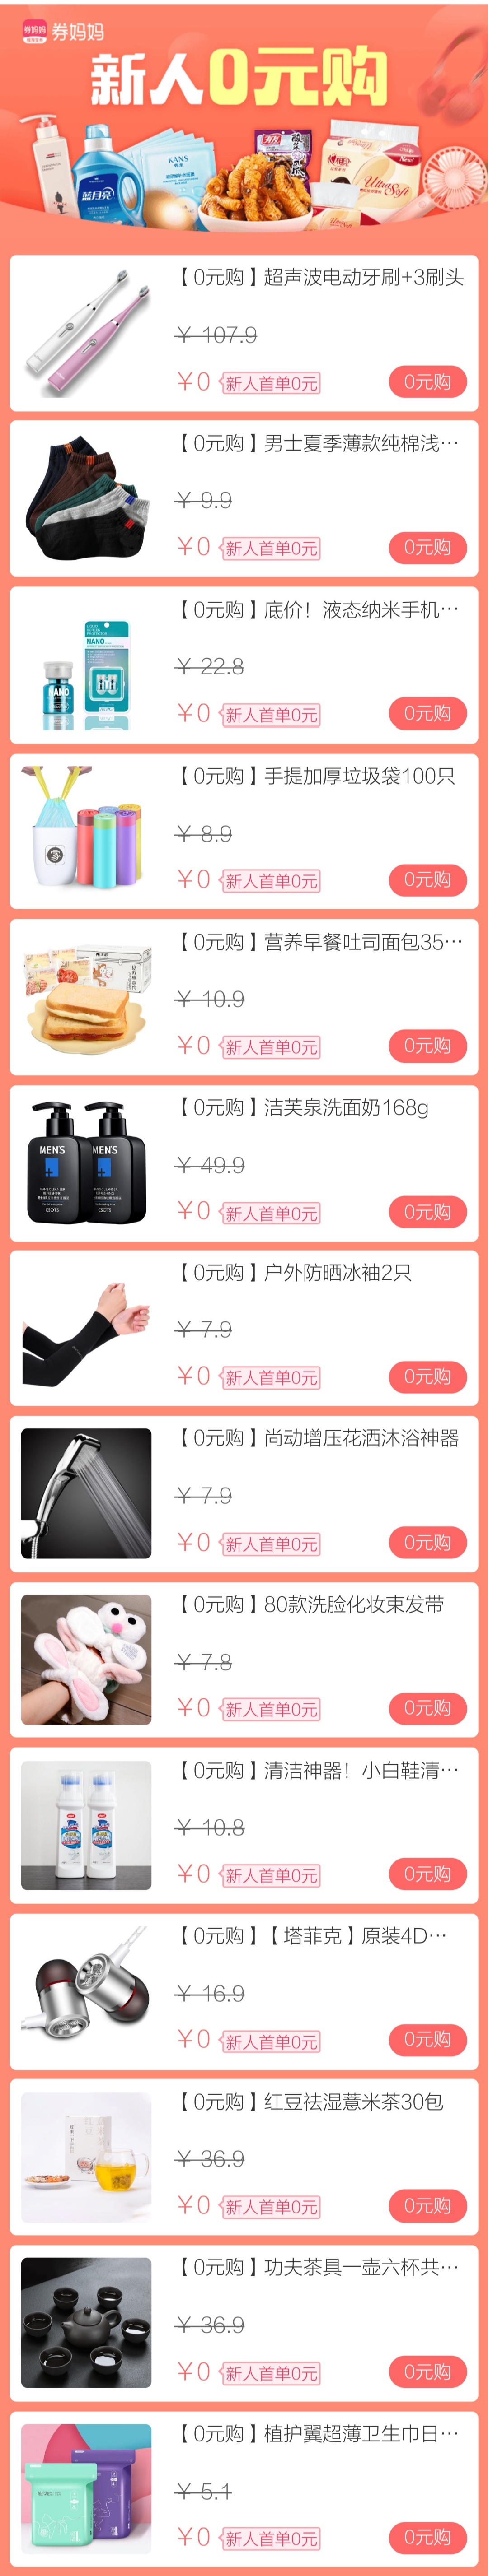 券妈妈 券妈妈
新人0元购
KANS
蓝月亮
UltraSoft
【0元购】超声波电动牙刷+3刷头
¥ 107.9
¥0 新人首单0元 0元购
【0元购】男士夏季薄款纯棉浅…
¥ 9.9
¥0 新人首单0元 0元购
【0元购】底价！液态纳米手机…
NANO
NANO
¥ 22.8
¥0 新人首单0元 0元购
【0元购】手提加厚垃圾袋100只
¥ 8.9
¥0 新人首单0元 0元购
【0元购】营养早餐吐司面包35…
¥ 10.9
¥0 新人首单0元 0元购
【0元购】洁芙泉洗面奶168g
MEN'S MEN'S
¥ 49.9
¥0 新人首单0元 0元购
【0元购】户外防晒冰袖2只
¥ 7.9
¥0 新人首单0元 0元购
【0元购】尚动增压花洒沐浴神器
¥ 7.9
¥0 新人首单0元 0元购
【0元购】80款洗脸化妆束发带
¥ 7.8
¥0 新人首单0元 0元购
【0元购】清洁神器！小白鞋清…
¥ 10.8
¥0 新人首单0元 0元购
【0元购】【塔菲克】原装4D…
¥ 16.9
¥0 新人首单0元 0元购
【0元购】红豆祛湿薏米茶30包
¥ 36.9
¥0 新人首单0元 0元购
【0元购】功夫茶具一壶六杯共…
¥ 36.9
¥0 新人首单0元 0元购
【0元购】植护翼超薄卫生巾日…
¥ 5.1
¥0 新人首单0元 0元购